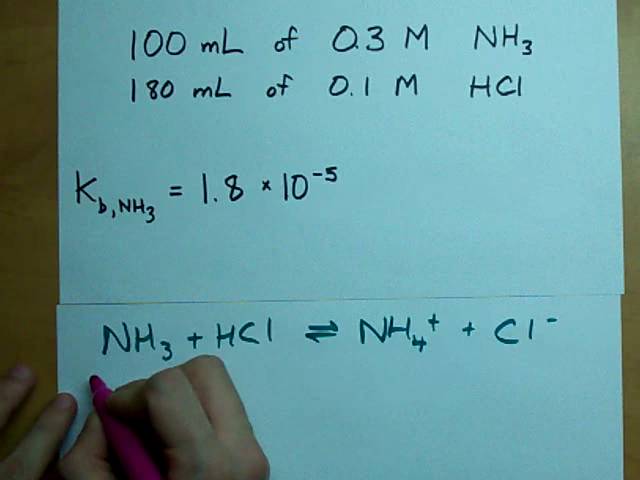 100 mL of 0.3 M NH₃
180 mL of 0.1 M HCl
K_b,NH₃ = 1.8 × 10⁻⁵
NH₃ + HCl ⇌ NH₄⁺ + Cl⁻